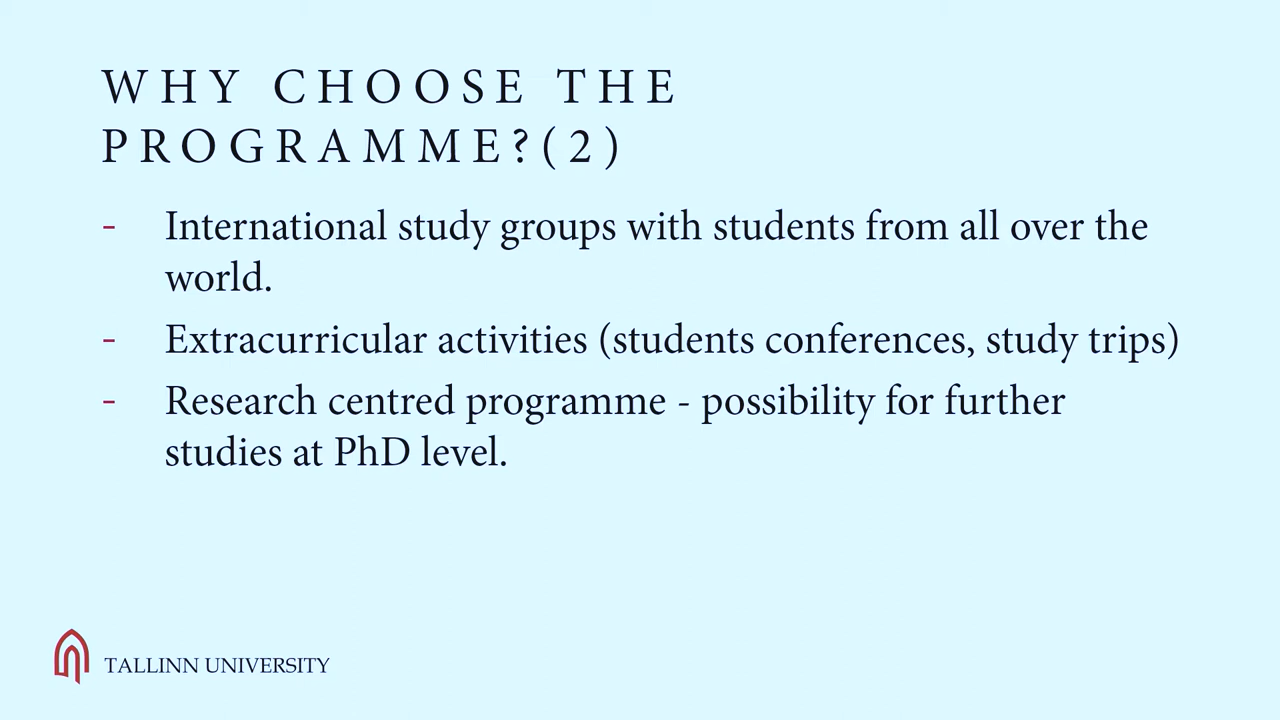 WHY CHOOSE THE
PROGRAMME?(2)
- International study groups with students from all over the
world.
- Extracurricular activities (students conferences, study trips)
- Research centred programme - possibility for further
studies at PhD level.
TALLINN UNIVERSITY